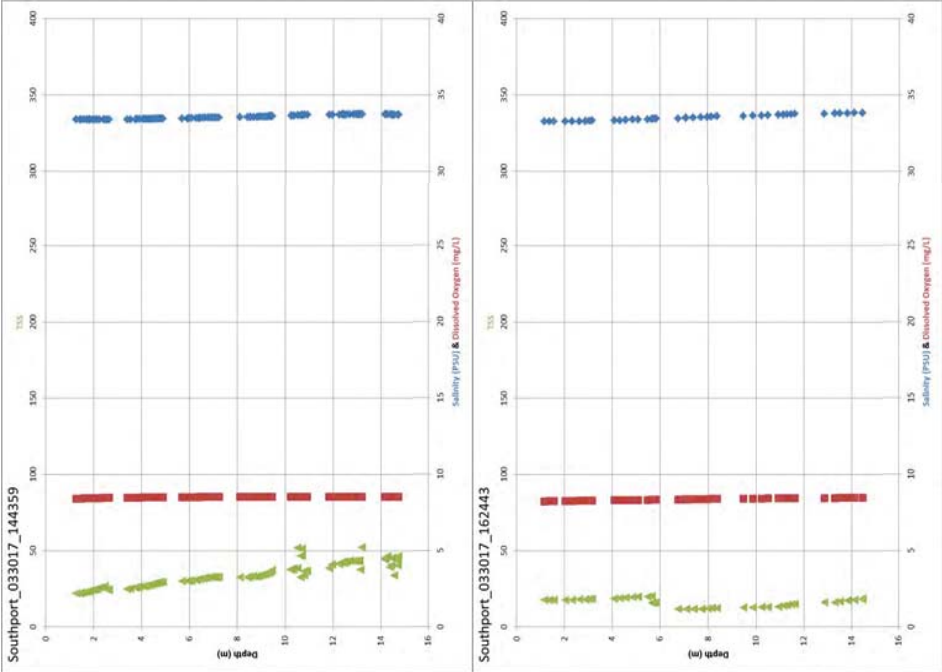 Southport_033017_144359
TSS
0 50 100 150 200 250 300 350 400
0
2
4
6
8
10
12
14
16
Depth (m)
0 5 10 15 20 25 30 35 40
Salinity (PSU) & Dissolved Oxygen (mg/L)
Southport_033017_162443
TSS
0 50 100 150 200 250 300 350 400
0
2
4
6
8
10
12
14
16
Depth (m)
0 5 10 15 20 25 30 35 40
Salinity (PSU) & Dissolved Oxygen (mg/L)